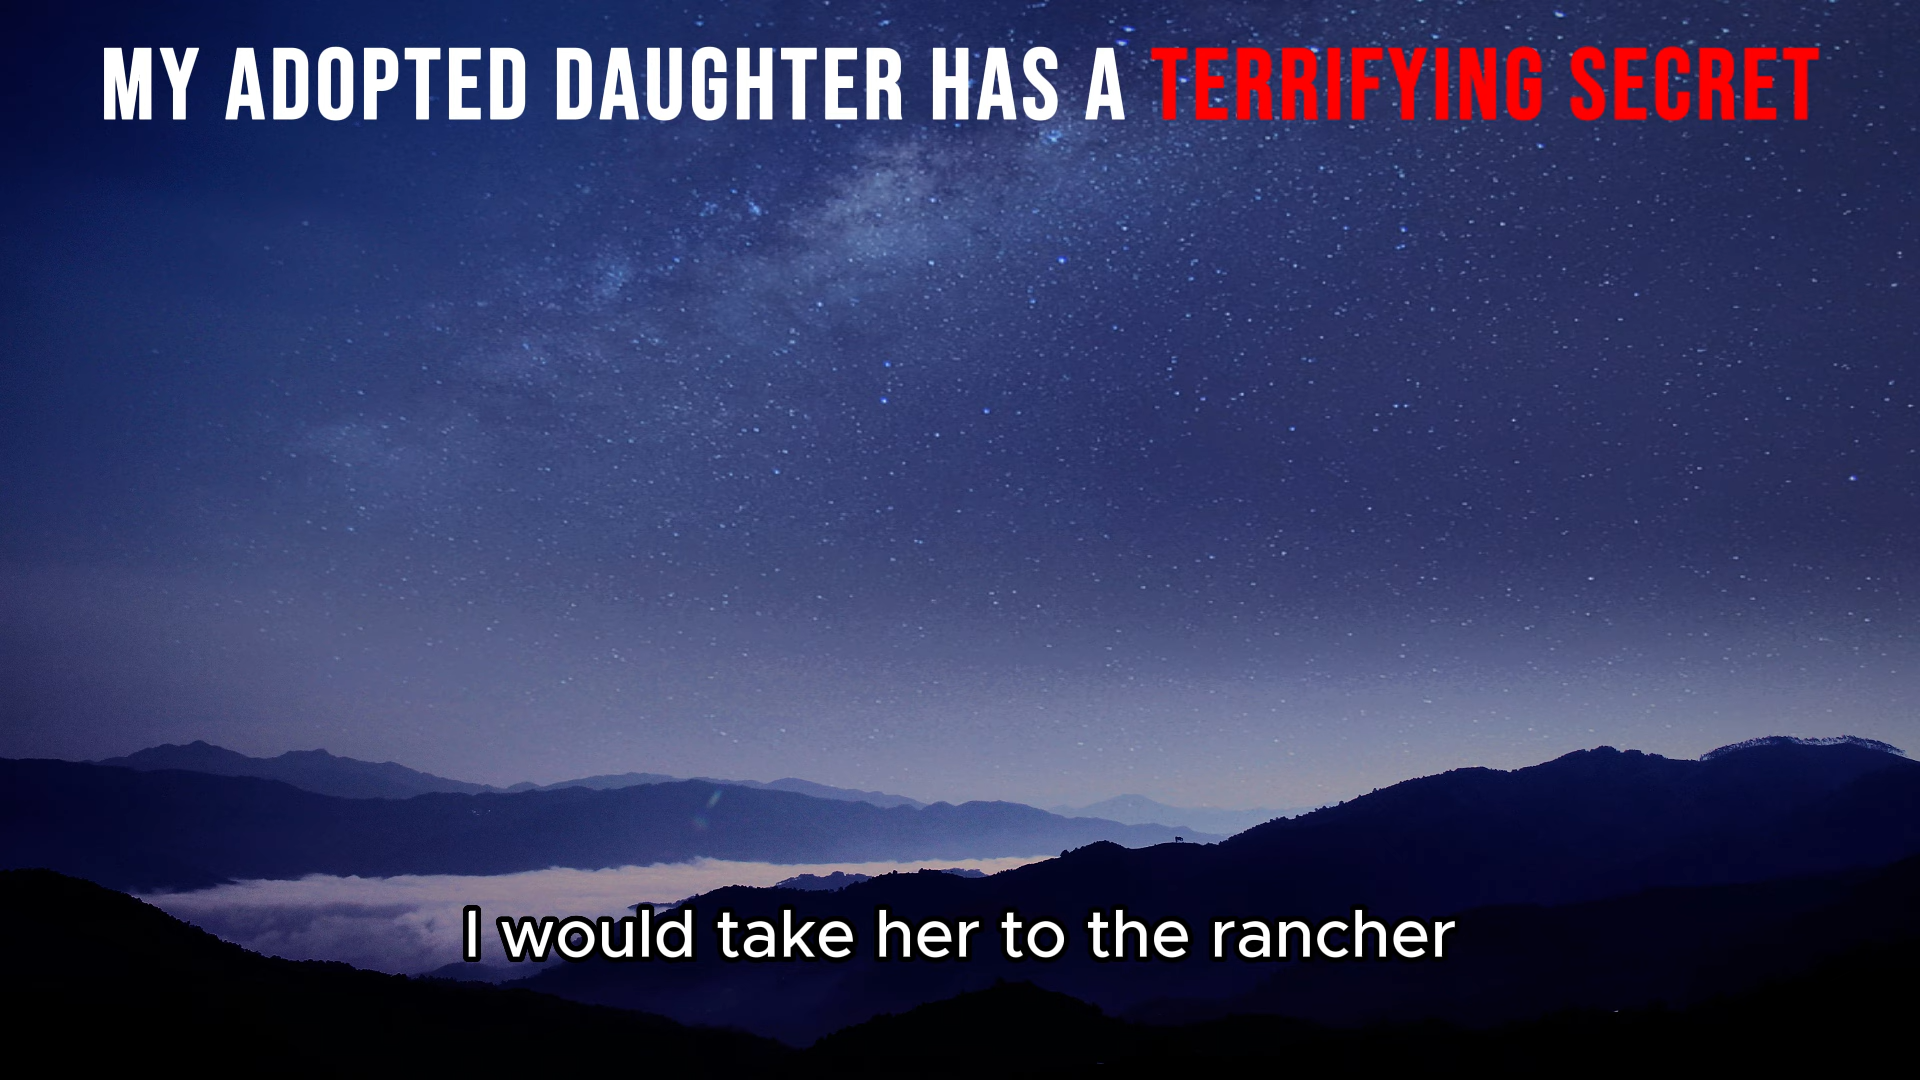 MY ADOPTED DAUGHTER HAS A TERRIFYING SECRET
I would take her to the rancher